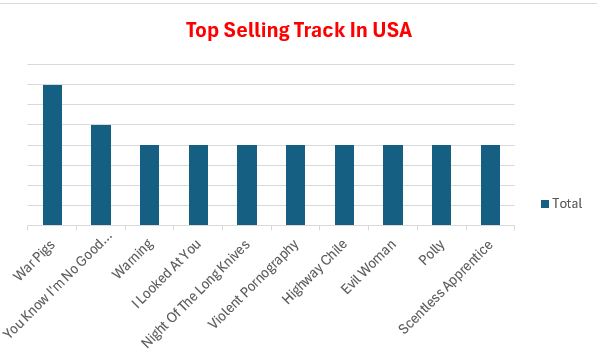 Top Selling Track In USA
Total
War Pigs
You Know I'm No Good...
Warning
I Looked At You
Night Of The Long Knives
Violent Pornography
Highway Chile
Evil Woman
Polly
Scentless Apprentice